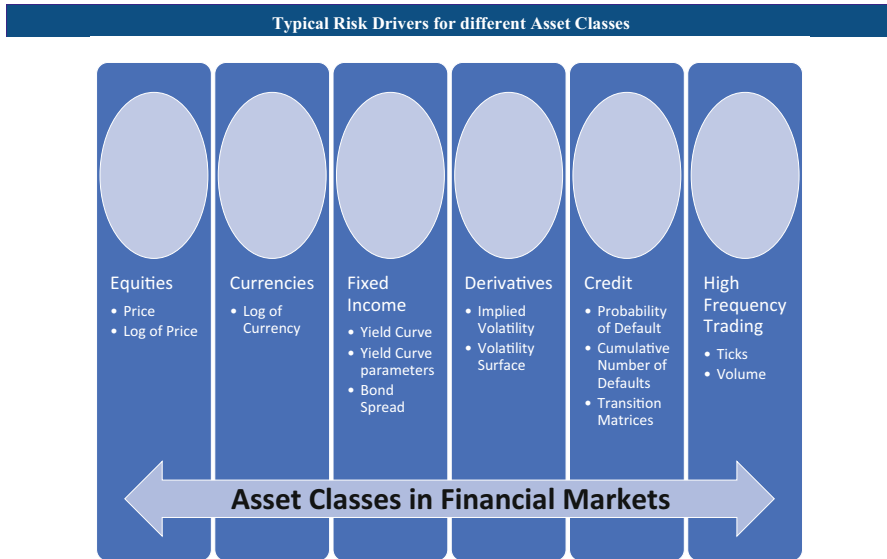 Typical Risk Drivers for different Asset Classes
Equities
• Price
• Log of Price
Currencies
• Log of
Currency
Fixed
Income
• Yield Curve
• Yield Curve
parameters
• Bond
Spread
Derivatives
• Implied
Volatility
• Volatility
Surface
Credit
• Probability
of Default
• Cumulative
Number of
Defaults
• Transition
Matrices
High
Frequency
Trading
• Ticks
• Volume
Asset Classes in Financial Markets